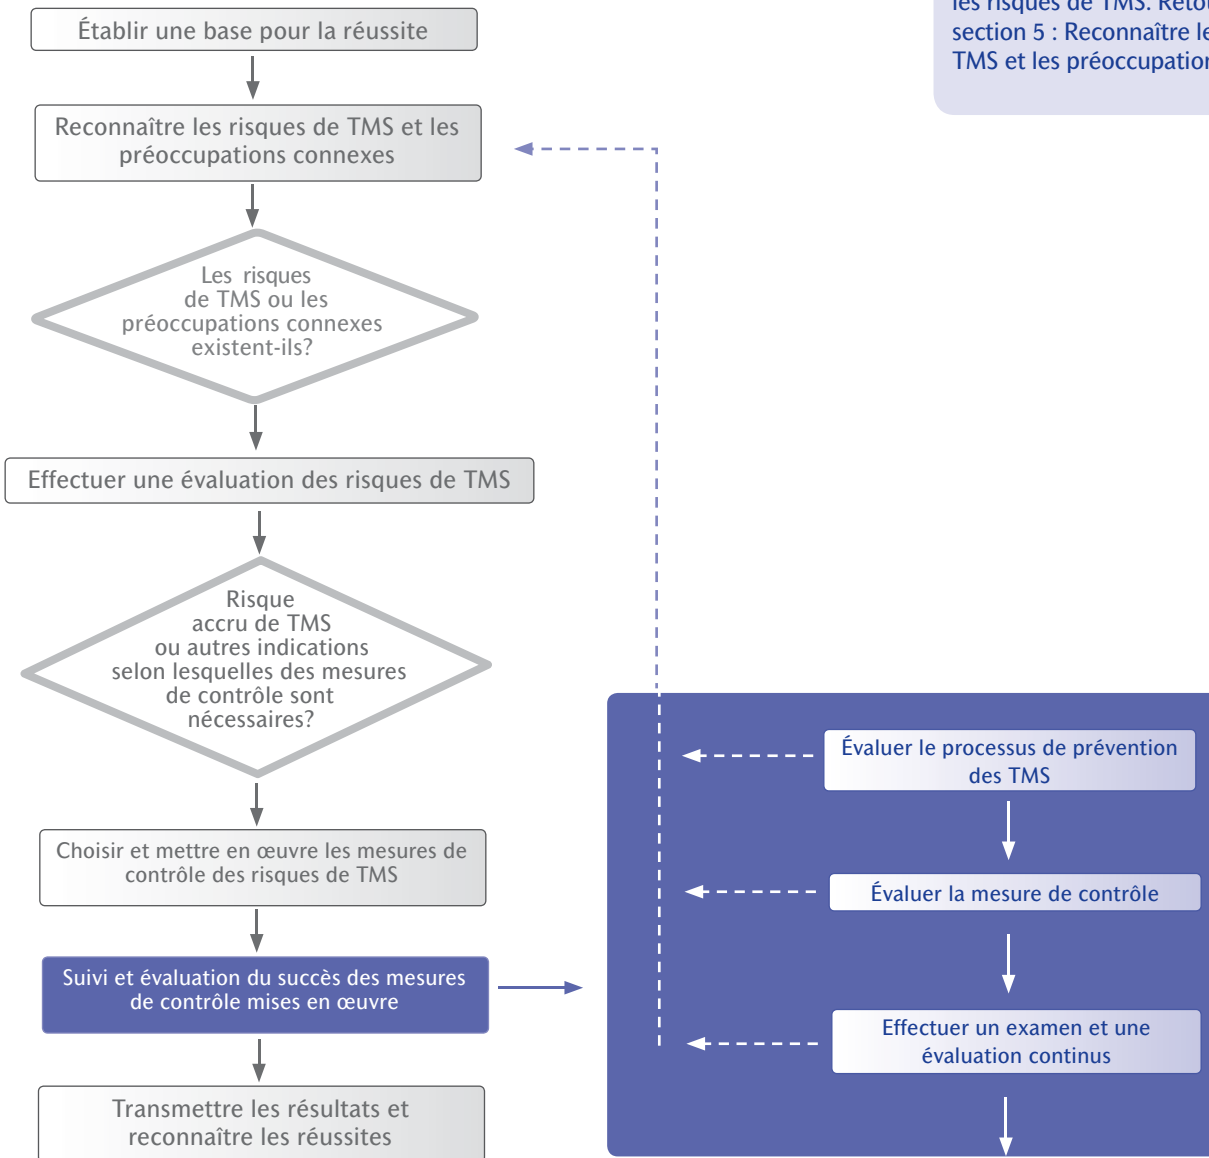 Établir une base pour la réussite
Reconnaître les risques de TMS et les
préoccupations connexes
Les risques
de TMS ou les
préoccupations connexes
existent-ils?
Effectuer une évaluation des risques de TMS
Risque
accru de TMS
ou autres indications
selon lesquelles des mesures
de contrôle sont
nécessaires?
Choisir et mettre en œuvre les mesures de
contrôle des risques de TMS
Suivi et évaluation du succès des mesures
de contrôle mises en œuvre
Transmettre les résultats et
reconnaître les réussites
les risques de TMS.
section 5 : Reconnaître
TMS et les
Évaluer le processus de prévention
des TMS
Évaluer la mesure de contrôle
Effectuer un examen et une
évaluation continus